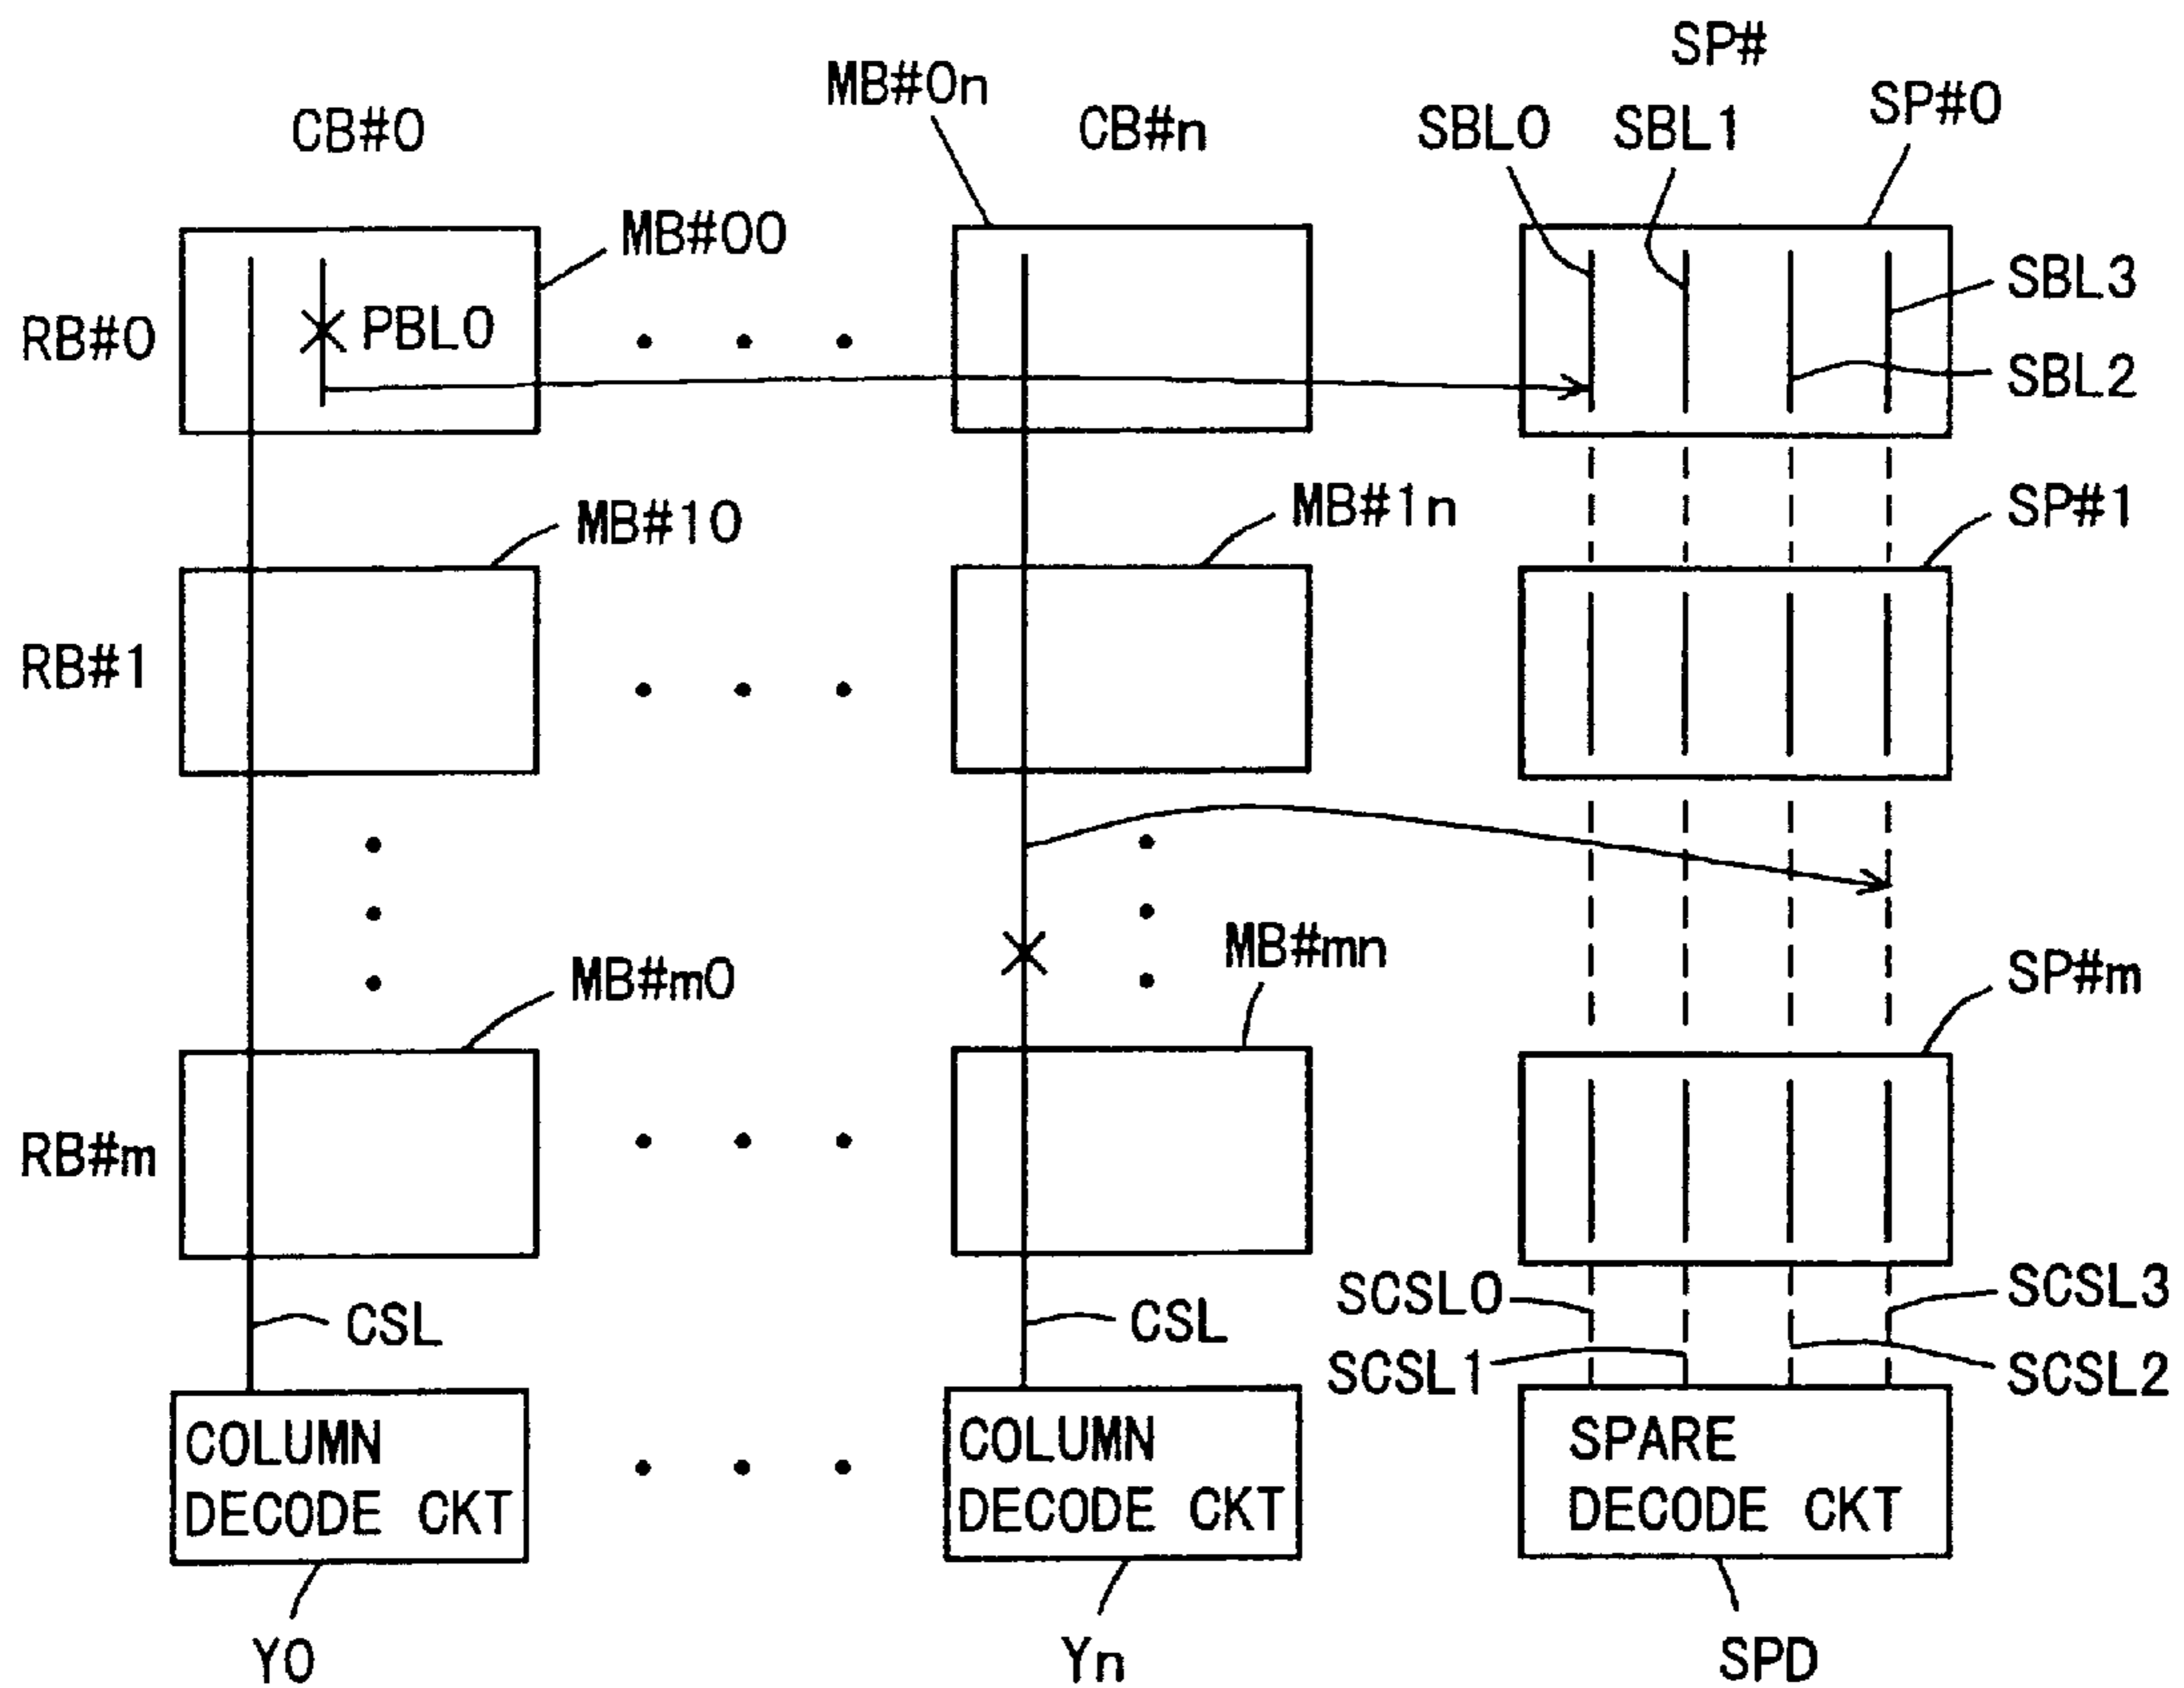 SP#
MB#0n
SP#0
CB#0
CB#n
SBL0
SBL1
MB#00
SBL3
RB#0
PBL0
SBL2
MB#10
MB#1n
SP#1
RB#1
MB#m0
MB#mn
SP#m
RB#m
SCSL0
SCSL3
CSL
CSL
SCSL1
SCSL2
COLUMN
DECODE CKT
COLUMN
DECODE CKT
SPARE
DECODE CKT
Y0
Yn
SPD